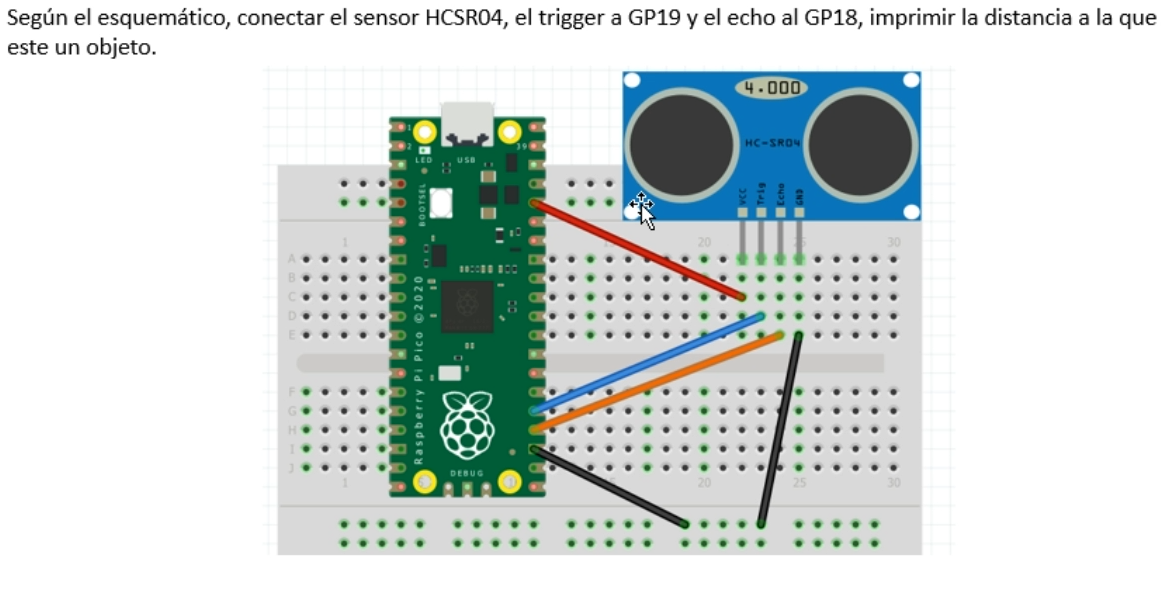 Según el esquemático, conectar el sensor HCSR04, el trigger a GP19 y el echo al GP18, imprimir la distancia a la que
este un objeto.
4.000
HC-SR04
VCC
Trig
Echo
GND
1
2
39
LED
USB
BOOTSEL
Raspberry Pi Pico ©2020
DEBUG
1
20
25
30
A
B
C
D
E
F
G
H
I
J
1
15
20
25
30